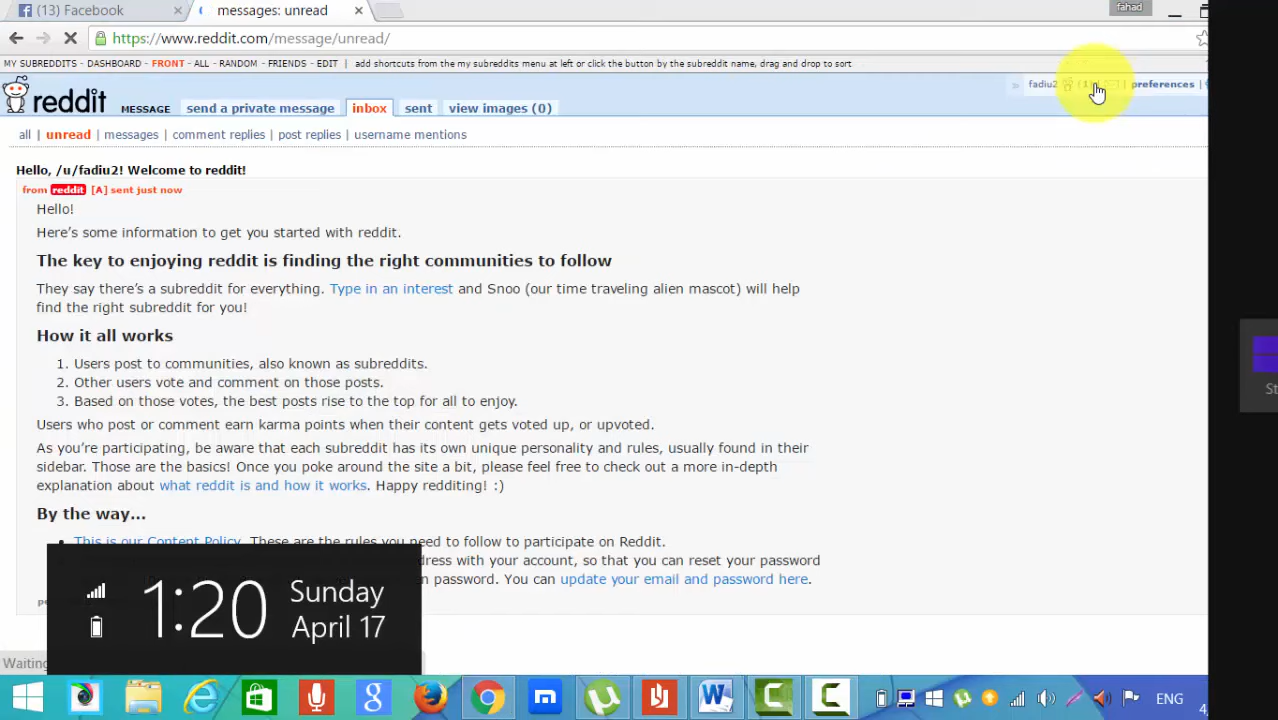 (13) Facebook
messages: unread
fahad
https://www.reddit.com/message/unread/
MY SUBREDDITS - DASHBOARD - FRONT - ALL - RANDOM - FRIENDS - EDIT | add shortcuts from the my subreddits menu at left or click the button by the subreddit name, drag and drop to sort
reddit MESSAGE send a private message inbox sent view images (0)
fadiu2 (1) | preferences |
all | unread | messages | comment replies | post replies | username mentions
Hello, /u/fadiu2! Welcome to reddit!
from reddit [A] sent just now
Hello!
Here's some information to get you started with reddit.
The key to enjoying reddit is finding the right communities to follow
They say there's a subreddit for everything. Type in an interest and Snoo (our time traveling alien mascot) will help
find the right subreddit for you!
How it all works
1. Users post to communities, also known as subreddits.
2. Other users vote and comment on those posts.
3. Based on those votes, the best posts rise to the top for all to enjoy.
Users who post or comment earn karma points when their content gets voted up, or upvoted.
As you're participating, be aware that each subreddit has its own unique personality and rules, usually found in their
sidebar. Those are the basics! Once you poke around the site a bit, please feel free to check out a more in-depth
explanation about what reddit is and how it works. Happy redditing! :)
By the way...
This is our Content Policy. These are the rules you need to follow to participate on Reddit.
with your account, so that you can reset your password
password. You can update your email and password here.
1:20 Sunday
April 17
Waiting
St
ENG